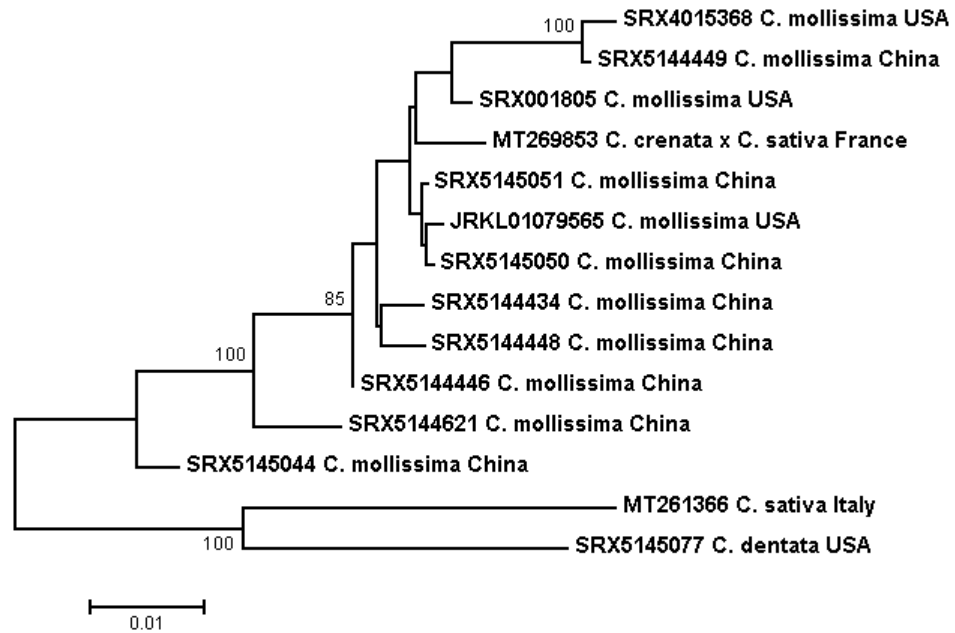 100
SRX4015368 C. mollissima USA
SRX5144449 C. mollissima China
SRX001805 C. mollissima USA
MT269853 C. crenata x C. sativa France
SRX5145051 C. mollissima China
JRKL01079565 C. mollissima USA
SRX5145050 C. mollissima China
85
SRX5144434 C. mollissima China
SRX5144448 C. mollissima China
100
SRX5144446 C. mollissima China
SRX5144621 C. mollissima China
SRX5145044 C. mollissima China
MT261366 C. sativa Italy
100
SRX5145077 C. dentata USA
0.01